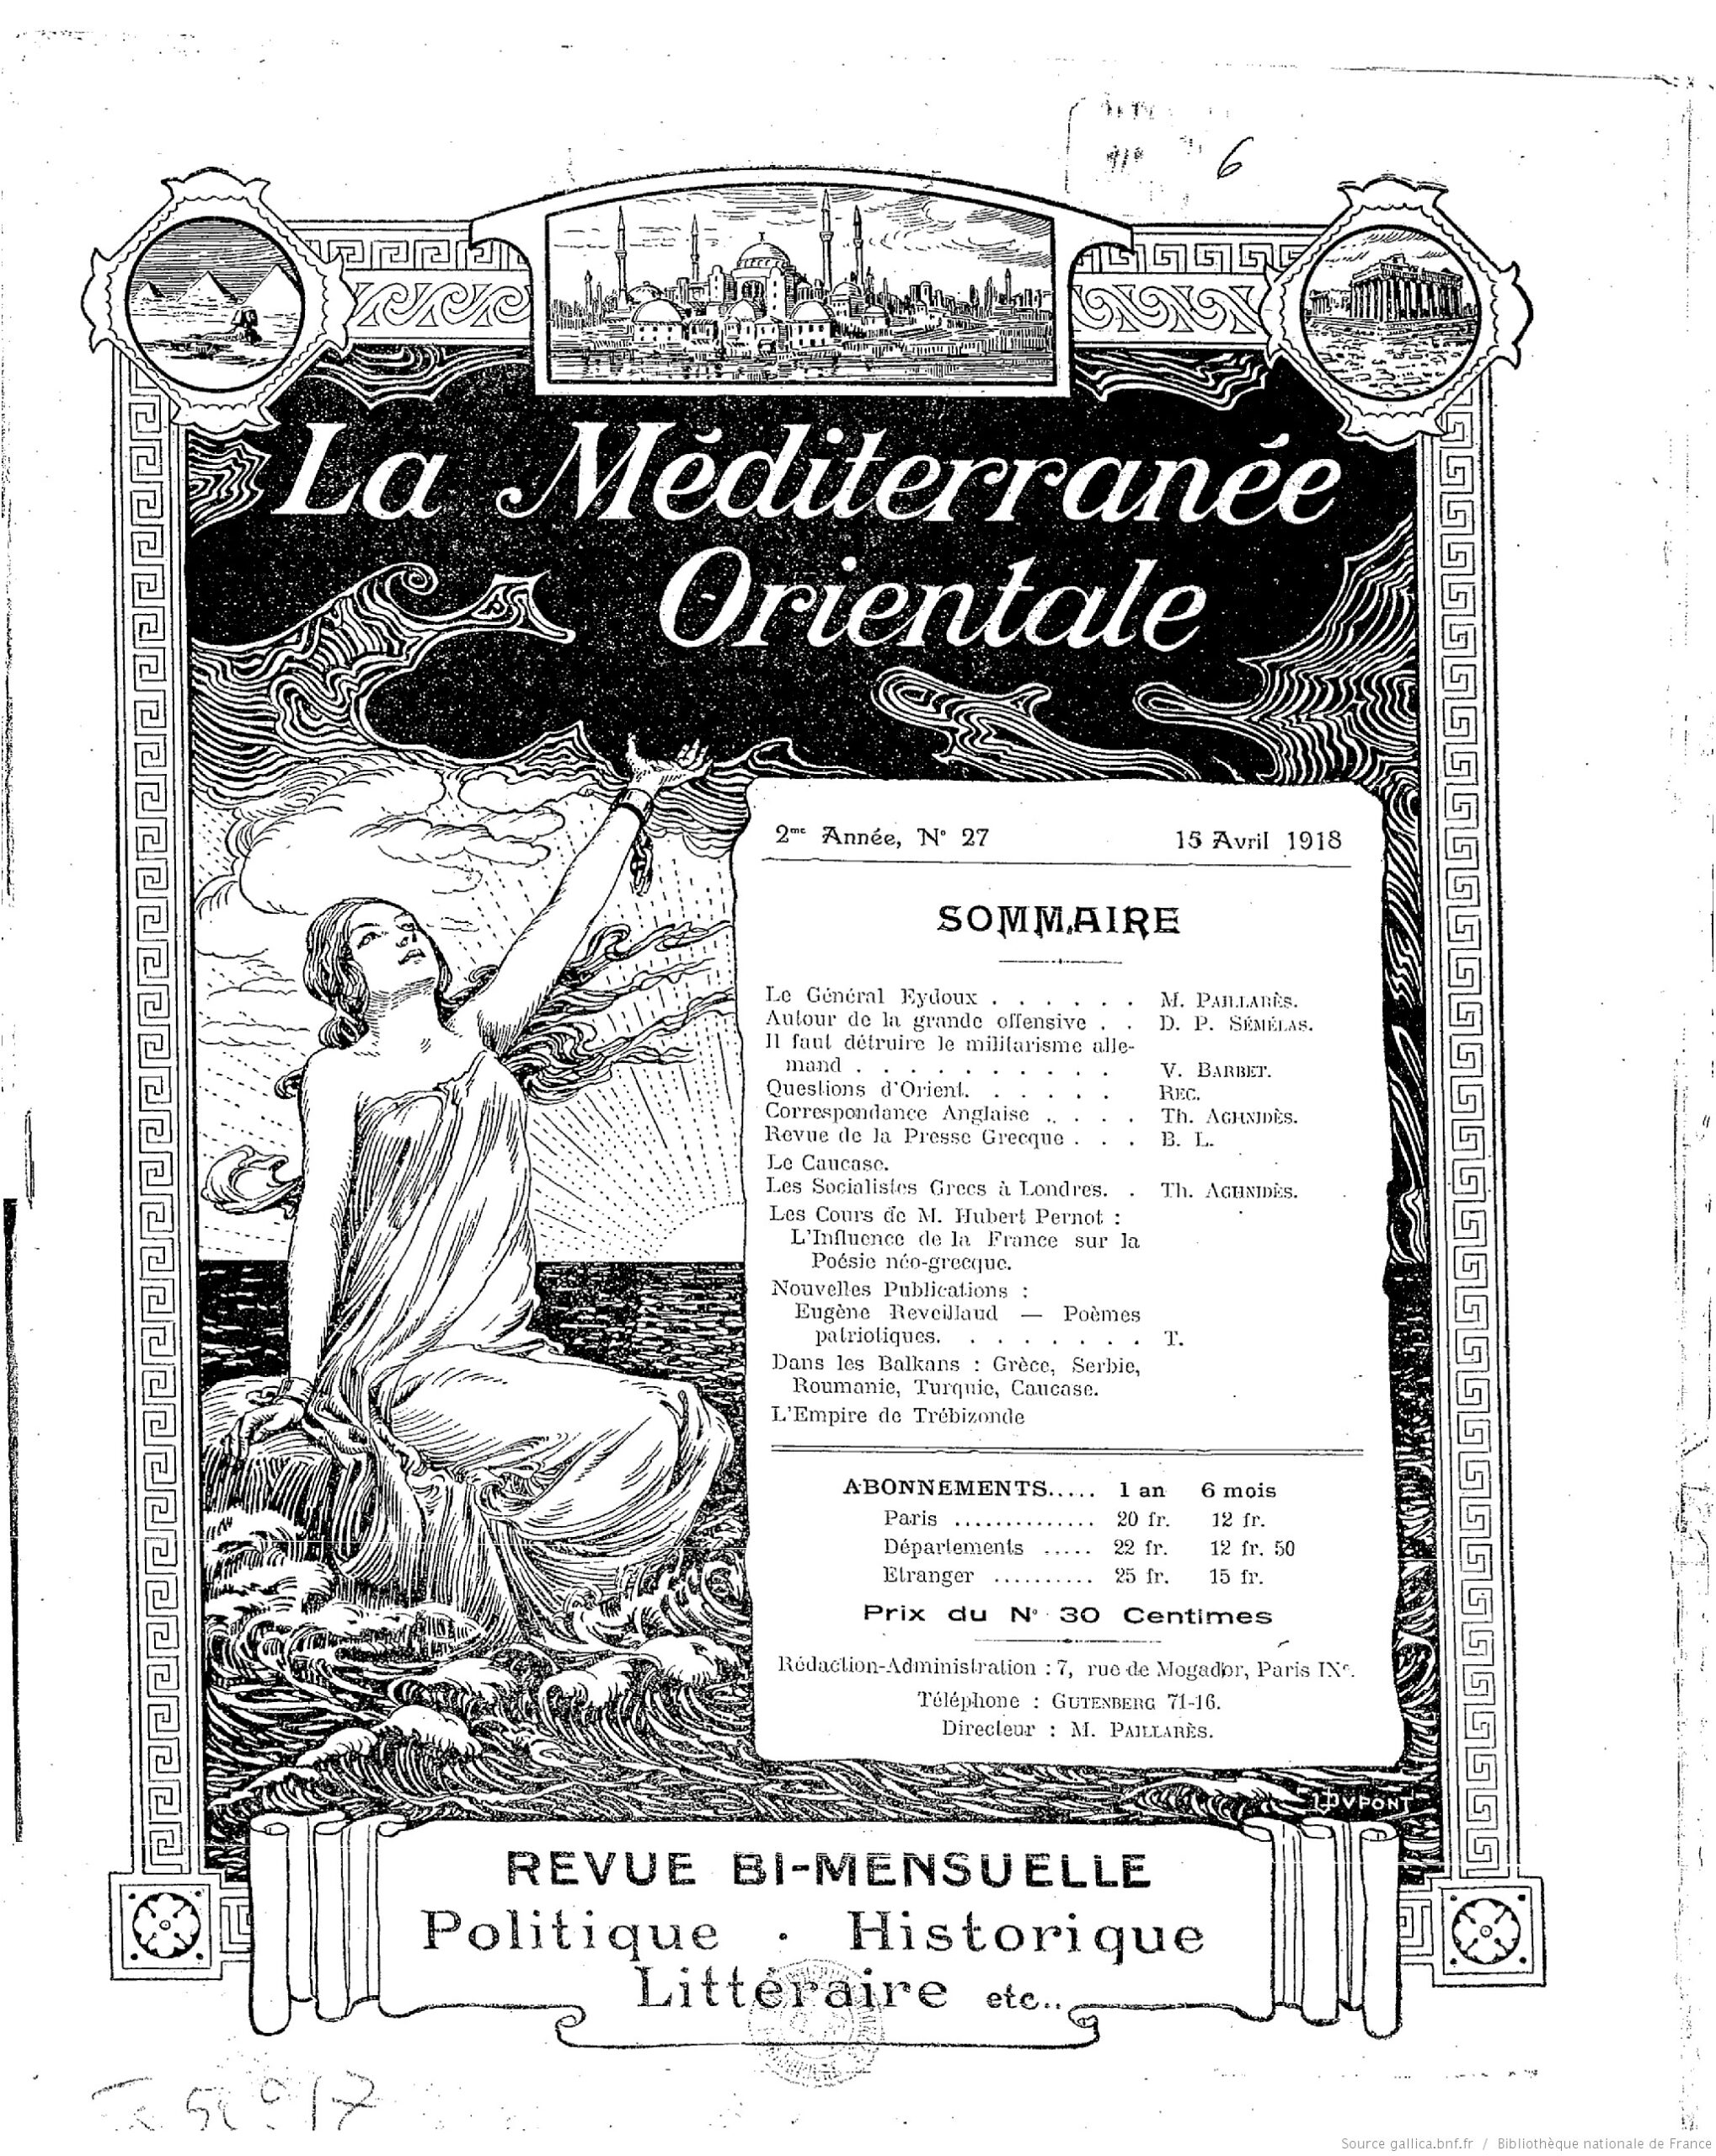 6
La Méditerranée
Orientale
2me Année, N° 27 15 Avril 1918
SOMMAIRE
Le Général Eydoux . . . . . . M. PAILLARÈS.
Autour de la grande offensive . . D. P. SÉMÉLAS.
Il faut détruire le militarisme alle-
mand . . . . . . . . . . V. BARBET.
Questions d'Orient. . . . . . REC.
Correspondance Anglaise . . . . Th. AGHNIDÈS.
Revue de la Presse Grecque . . . B. L.
Le Caucase.
Les Socialistes Grecs à Londres. . Th. AGHNIDÈS.
Les Cours de M. Hubert Pernot :
L'Influence de la France sur la
Poésie néo-grecque.
Nouvelles Publications :
Eugène Reveillaud — Poèmes
patriotiques. . . . . . . . T.
Dans les Balkans : Grèce, Serbie,
Roumanie, Turquie, Caucase.
L'Empire de Trébizonde
ABONNEMENTS..... 1 an 6 mois
Paris .............. 20 fr. 12 fr.
Départements ..... 22 fr. 12 fr. 50
Etranger .......... 25 fr. 15 fr.
Prix du N° 30 Centimes
Rédaction-Administration : 7, rue de Mogador, Paris IXe.
Téléphone : GUTENBERG 71-16.
Directeur : M. PAILLARÈS.
DVPONT
REVUE BI-MENSUELLE
Politique . Historique
Littéraire etc..
Source gallica.bnf.fr / Bibliothèque nationale de France